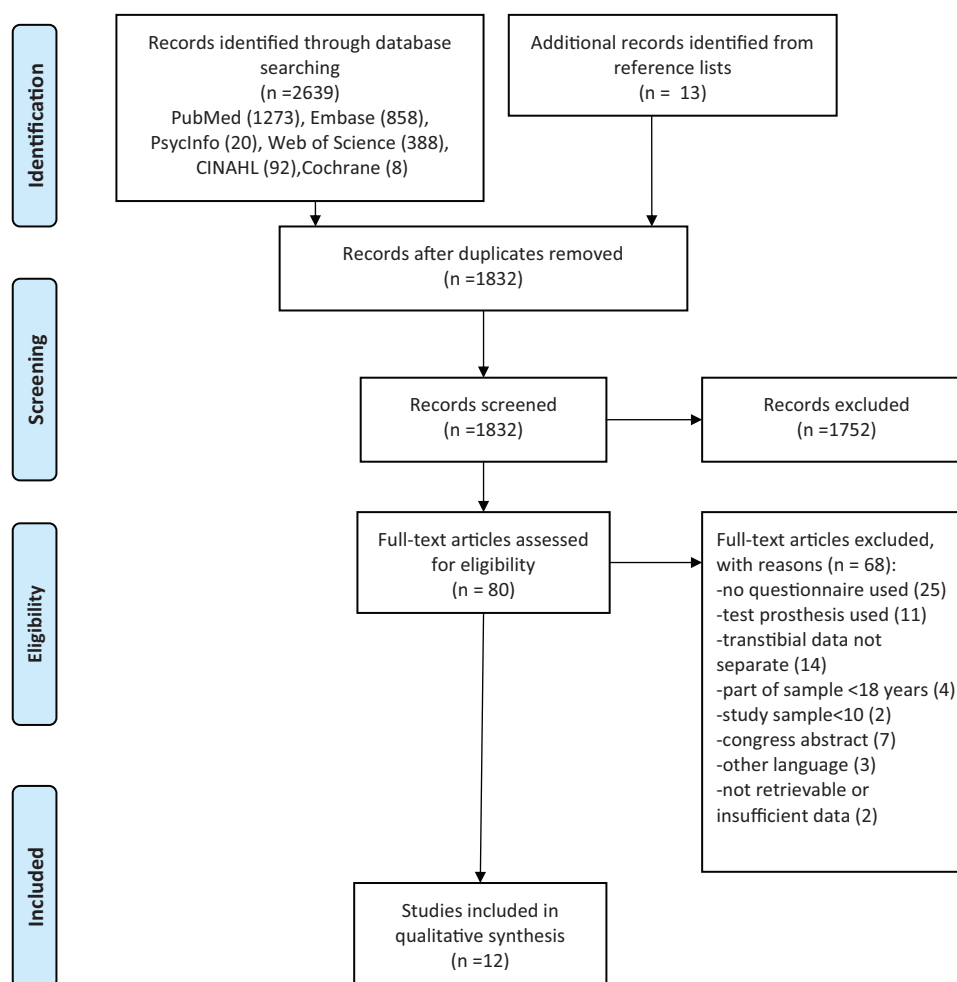 Identification
Records identified through database
searching
(n =2639)
PubMed (1273), Embase (858),
PsycInfo (20), Web of Science (388),
CINAHL (92),Cochrane (8)
Additional records identified from
reference lists
(n = 13)
Records after duplicates removed
(n =1832)
Screening
Records screened
(n =1832)
Records excluded
(n =1752)
Eligibility
Full-text articles assessed
for eligibility
(n = 80)
Full-text articles excluded,
with reasons (n = 68):
-no questionnaire used (25)
-test prosthesis used (11)
-transtibial data not
separate (14)
-part of sample <18 years (4)
-study sample<10 (2)
-congress abstract (7)
-other language (3)
-not retrievable or
insufficient data (2)
Included
Studies included in
qualitative synthesis
(n =12)